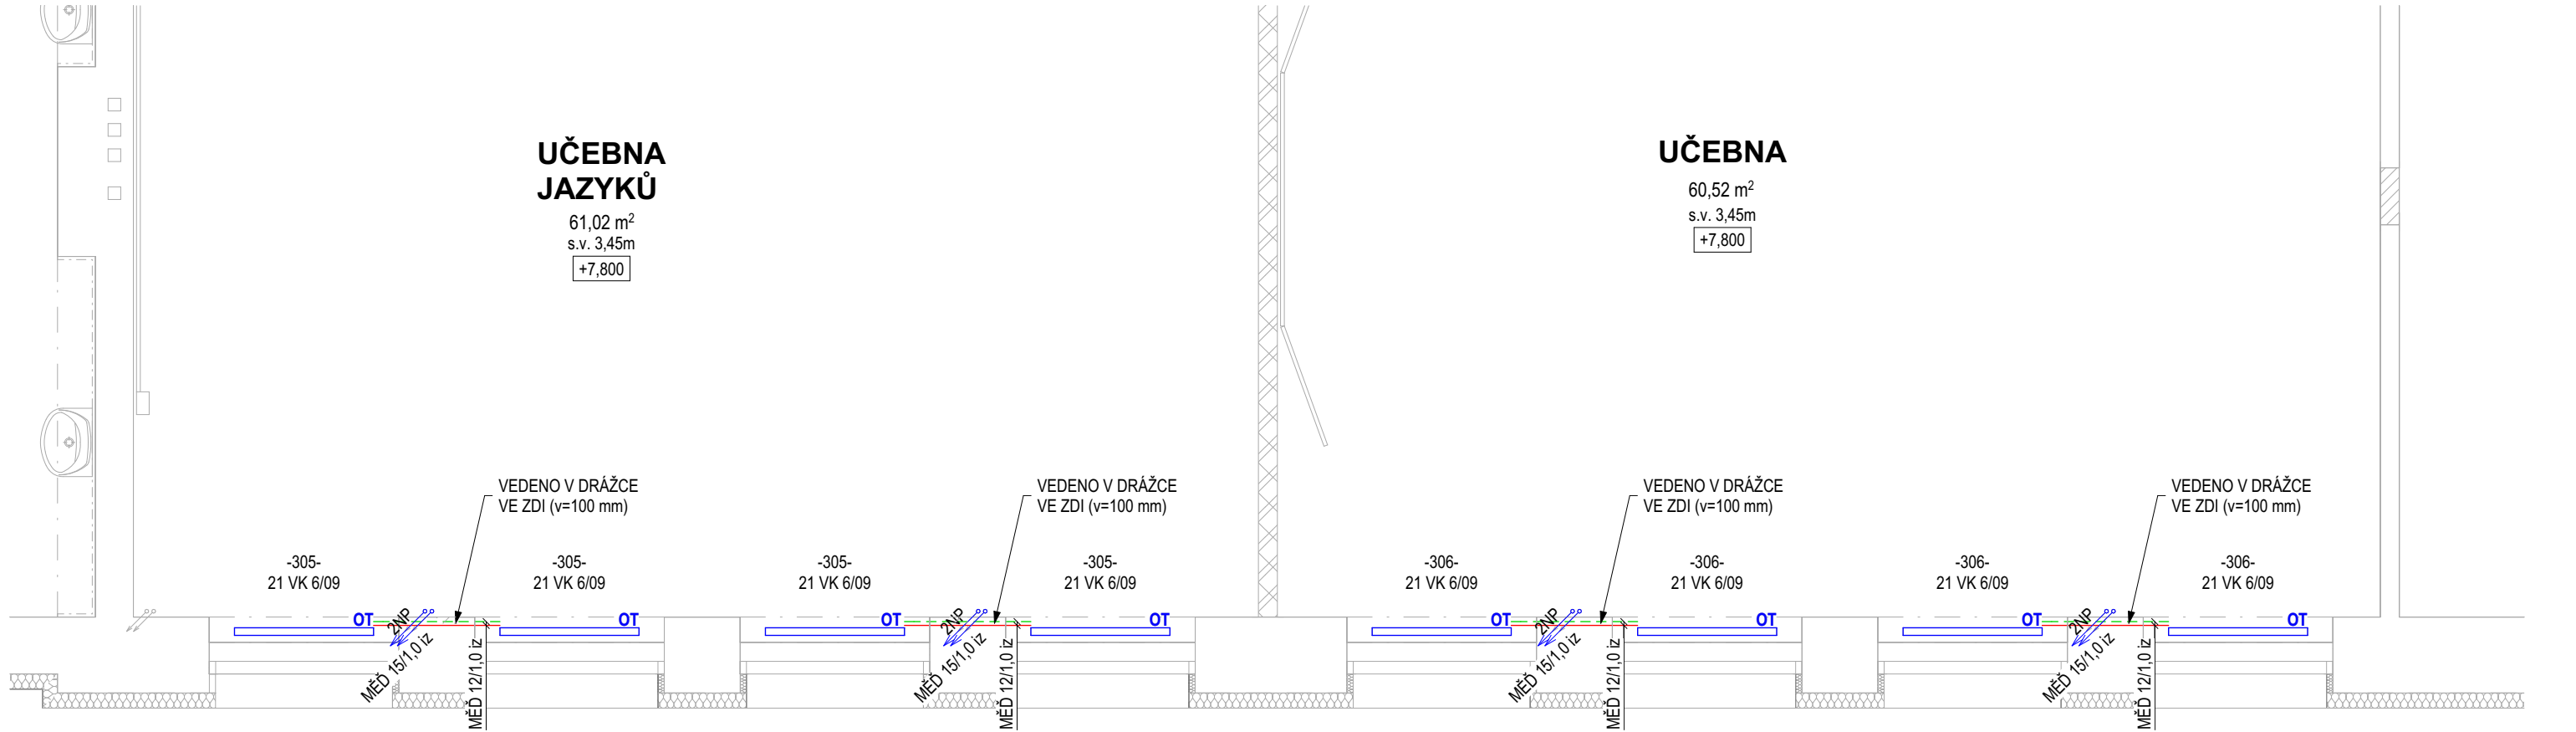 UČEBNA
JAZYKŮ
61,02 m²
s.v. 3,45m
+7,800
UČEBNA
60,52 m²
s.v. 3,45m
+7,800
VEDENO V DRÁŽCE
VE ZDI (v=100 mm)
VEDENO V DRÁŽCE
VE ZDI (v=100 mm)
VEDENO V DRÁŽCE
VE ZDI (v=100 mm)
VEDENO V DRÁŽCE
VE ZDI (v=100 mm)
-305-
21 VK 6/09
-305-
21 VK 6/09
-305-
21 VK 6/09
-305-
21 VK 6/09
-306-
21 VK 6/09
-306-
21 VK 6/09
-306-
21 VK 6/09
-306-
21 VK 6/09
OT
2NP
MĚĎ 15/1,0 iz
MĚĎ 12/1,0 iz
OT
OT
2NP
MĚĎ 15/1,0 iz
MĚĎ 12/1,0 iz
OT
OT
2NP
MĚĎ 15/1,0 iz
MĚĎ 12/1,0 iz
OT
OT
2NP
MĚĎ 15/1,0 iz
MĚĎ 12/1,0 iz
OT